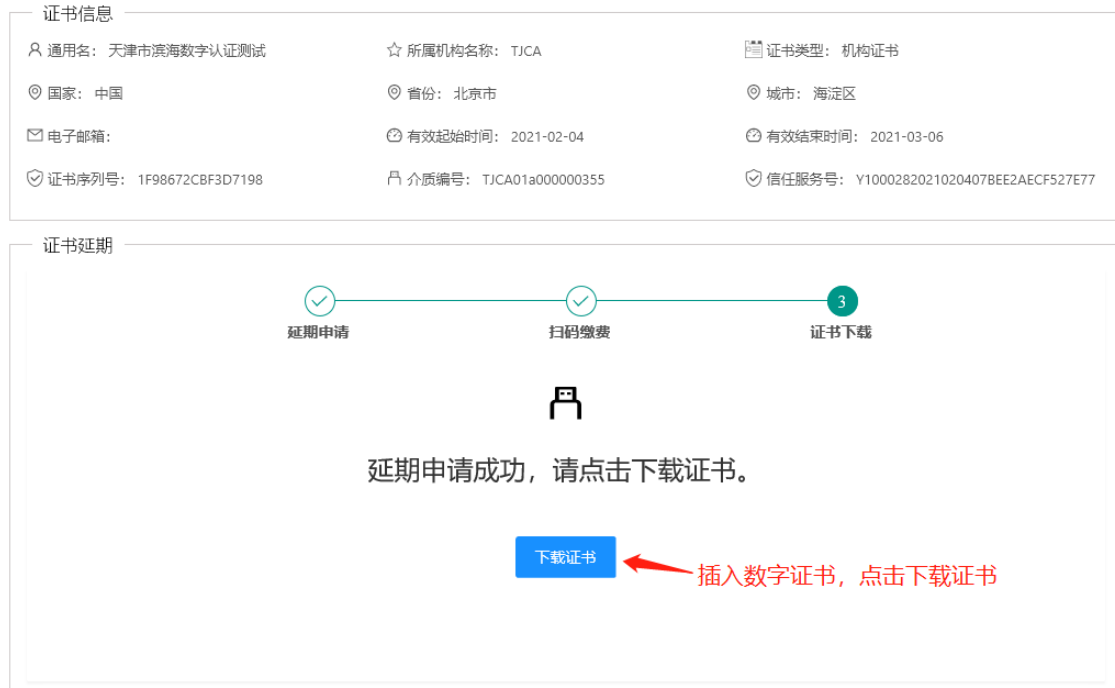 证书信息
通用名： 天津市滨海数字认证测试 所属机构名称： TJCA 证书类型： 机构证书
国家： 中国 省份： 北京市 城市： 海淀区
电子邮箱： 有效起始时间： 2021-02-04 有效结束时间： 2021-03-06
证书序列号： 1F98672CBF3D7198 介质编号： TJCA01a000000355 信任服务号： Y1000282021020407BEE2AECF527E77
证书延期
3
延期申请 扫码缴费 证书下载
延期申请成功，请点击下载证书。
下载证书
插入数字证书，点击下载证书